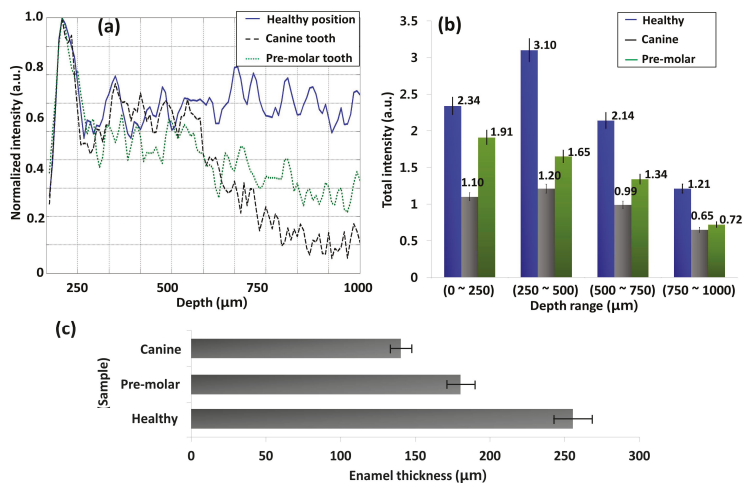 (a)
Healthy position
Canine tooth
Pre-molar tooth
Normalized intensity (a.u.)
1.0
0.8
0.6
0.4
0.2
0
250 500 750 1000
Depth (µm)
(b)
Healthy
Canine
Pre-molar
Total intensity (a.u.)
3.5
3
2.5
2
1.5
1
0.5
0
2.34 1.10 1.91
3.10 1.20 1.65
2.14 0.99 1.34
1.21 0.65 0.72
(0 ~ 250) (250 ~ 500) (500 ~ 750) (750 ~ 1000)
Depth range (µm)
(c)
(Sample)
Canine
Pre-molar
Healthy
0 50 100 150 200 250 300
Enamel thickness (µm)